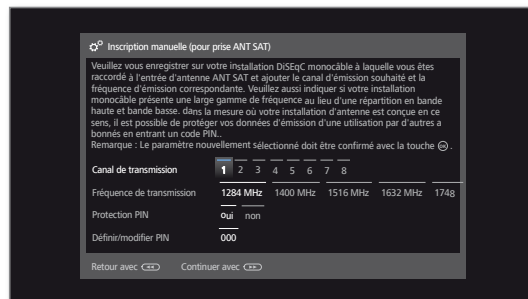 Inscription manuelle (pour prise ANT SAT)
Veuillez vous enregistrer sur votre installation DiSEqC monocâble à laquelle vous êtes
raccordé à l'entrée d'antenne ANT SAT et ajouter le canal d'émission souhaité et la
fréquence d'émission correspondante. Veuillez aussi indiquer si votre installation
monocâble présente une large gamme de fréquence au lieu d'une répartition en bande
haute et bande basse. dans la mesure où votre installation d'antenne est conçue en ce
sens, il est possible de protéger vos données d'émission d'une utilisation par d'autres a
bonnés en entrant un code PIN..
Remarque : Le paramètre nouvellement sélectionné doit être confirmé avec la touche OK .
Canal de transmission 1 2 3 4 5 6 7 8
Fréquence de transmission 1284 MHz 1400 MHz 1516 MHz 1632 MHz 1748
Protection PIN oui non
Définir/modifier PIN 000
Retour avec Continuer avec